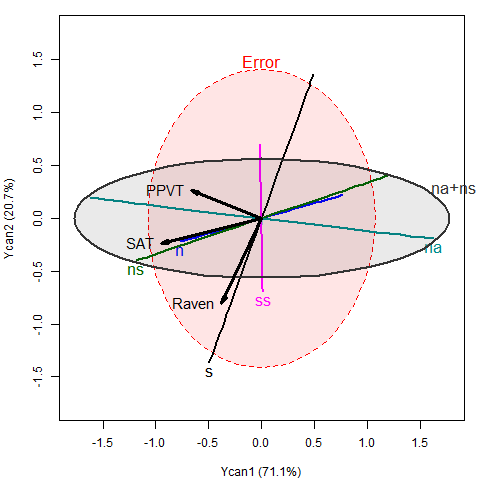 Error
1.5
1.0
0.5
0.0
-0.5
-1.0
-1.5
Ycan2 (20.7%)
PPVT
na+ns
SAT
n
na
ns
Raven
ss
s
-1.5 -1.0 -0.5 0.0 0.5 1.0 1.5
Ycan1 (71.1%)